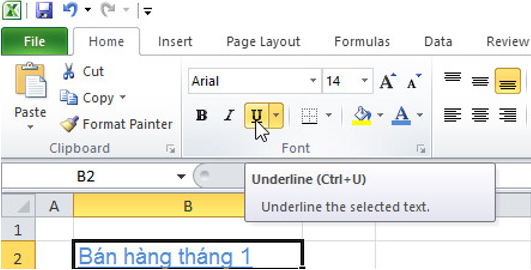 File Home Insert Page Layout Formulas Data Review
Cut
Copy
Format Painter
Paste
Clipboard
Arial 14 A A
B I U A
Font
B2
Underline (Ctrl+U)
Underline the selected text.
A B
1
2 Bán hàng tháng 1